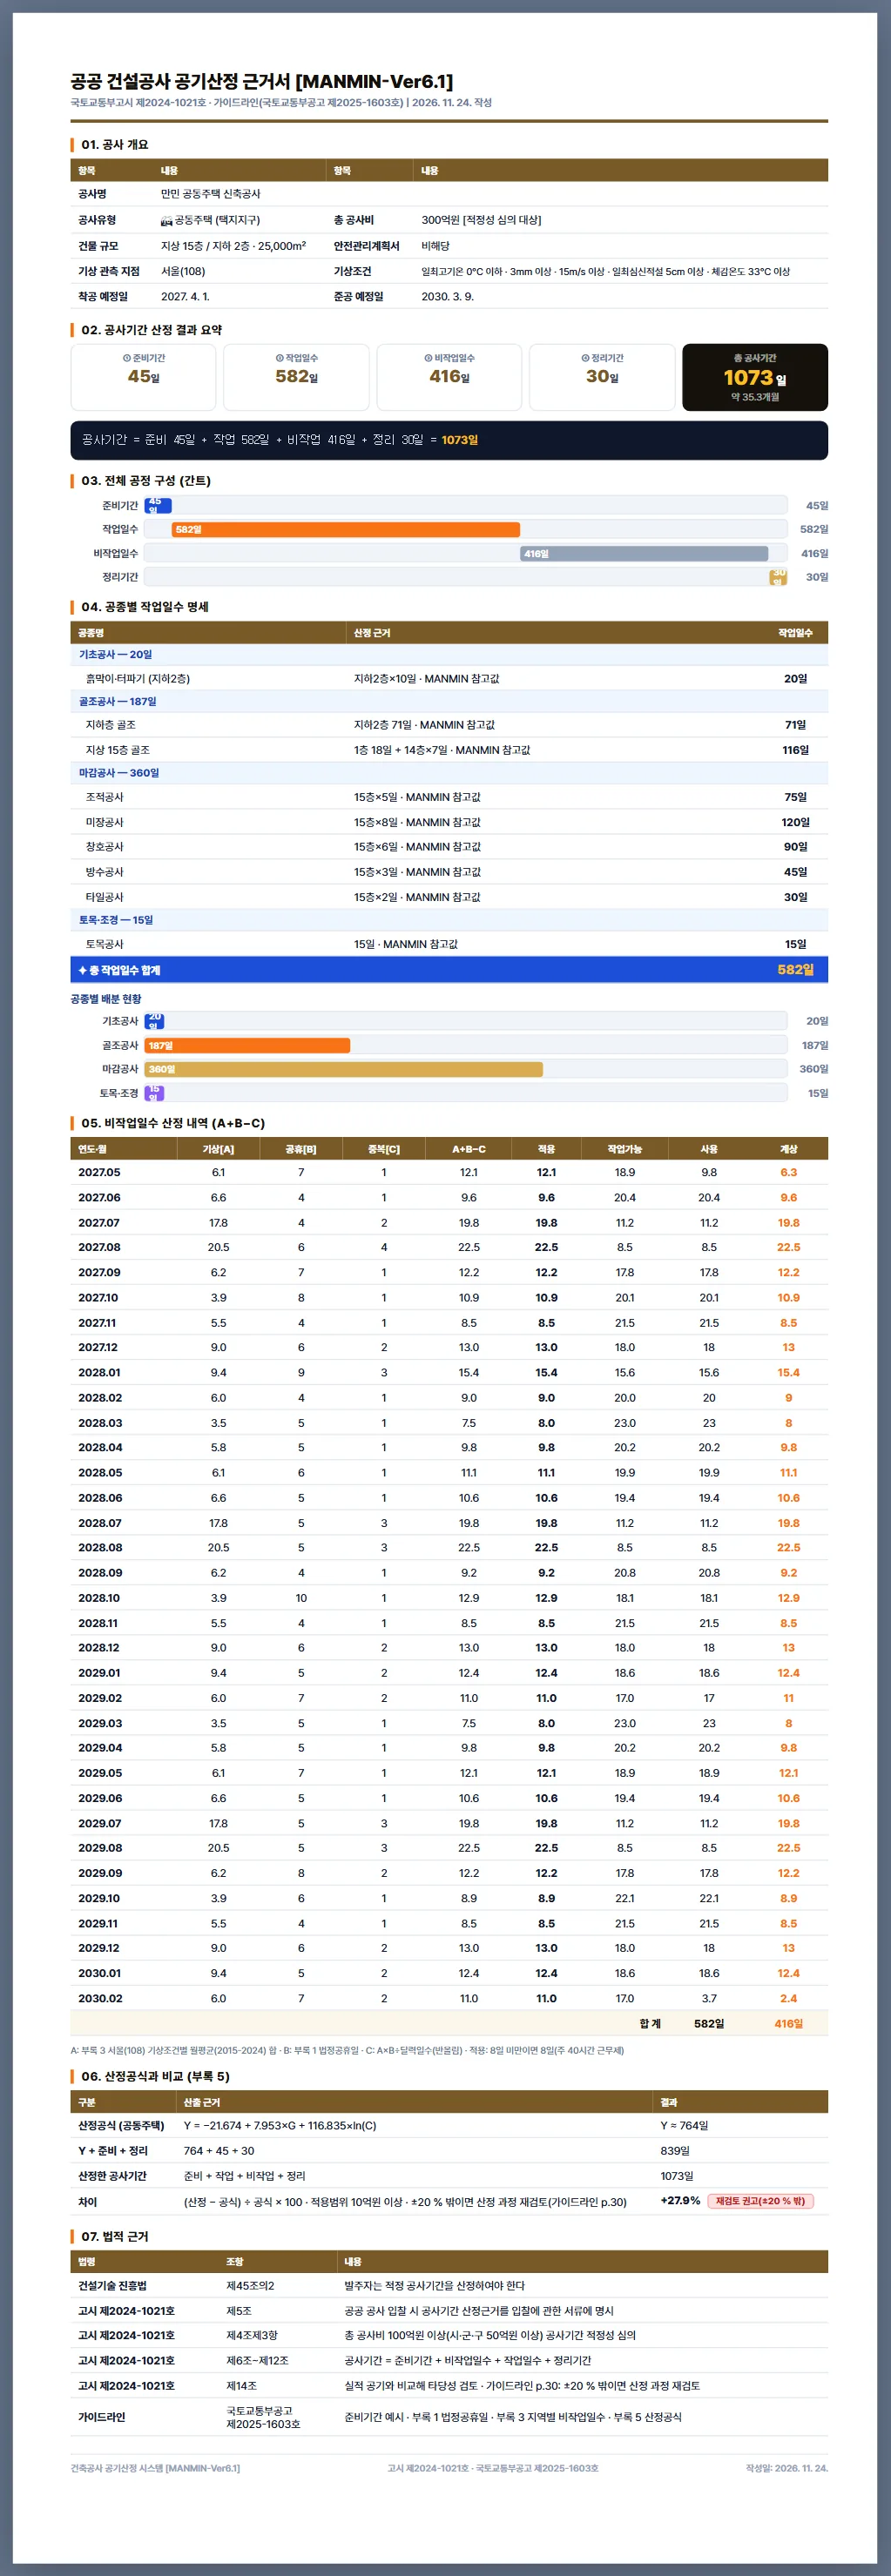 공공 건설공사 공기산정 근거서 [MANMIN-Ver6.1]
국토교통부고시 제2024-1021호 · 가이드라인(국토교통부공고 제2025-1603호) | 2026. 11. 24. 작성
01. 공사 개요
항목 내용 항목 내용
공사명 만민 공동주택 신축공사
공사유형 공동주택 (택지지구) 총 공사비 300억원 [적정성 심의 대상]
건물 규모 지상 15층 / 지하 2층 · 25,000m² 안전관리계획서 비해당
기상 관측 지점 서울(108) 기상조건 일최고기온 0°C 이하 · 3mm 이상 · 15m/s 이상 · 일최심신적설 5cm 이상 · 체감온도 33°C 이상
착공 예정일 2027. 4. 1. 준공 예정일 2030. 3. 9.
02. 공사기간 산정 결과 요약
① 준비기간 ② 작업일수 ③ 비작업일수 ④ 정리기간 총 공사기간
45일 582일 416일 30일 1073 일
약 35.3개월
공사기간 = 준비 45일 + 작업 582일 + 비작업 416일 + 정리 30일 = 1073일
03. 전체 공정 구성 (간트)
준비기간 45일 45일
작업일수 582일 582일
비작업일수 416일 416일
정리기간 30일 30일
04. 공종별 작업일수 명세
공종명 산정 근거 작업일수
기초공사 — 20일
흙막이·터파기 (지하2층) 지하2층×10일 · MANMIN 참고값 20일
골조공사 — 187일
지하층 골조 지하2층 71일 · MANMIN 참고값 71일
지상 15층 골조 1층 18일 + 14층×7일 · MANMIN 참고값 116일
마감공사 — 360일
조적공사 15층×5일 · MANMIN 참고값 75일
미장공사 15층×8일 · MANMIN 참고값 120일
창호공사 15층×6일 · MANMIN 참고값 90일
방수공사 15층×3일 · MANMIN 참고값 45일
타일공사 15층×2일 · MANMIN 참고값 30일
토목·조경 — 15일
토목공사 15일 · MANMIN 참고값 15일
✦ 총 작업일수 합계 582일
공종별 배분 현황
기초공사 20일 20일
골조공사 187일 187일
마감공사 360일 360일
토목·조경 15일 15일
05. 비작업일수 산정 내역 (A+B−C)
연도·월 기상[A] 공휴[B] 중복[C] A+B−C 적용 작업가능 사용 계상
2027.05 6.1 7 1 12.1 12.1 18.9 9.8 6.3
2027.06 6.6 4 1 9.6 9.6 20.4 20.4 9.6
2027.07 17.8 4 2 19.8 19.8 11.2 11.2 19.8
2027.08 20.5 6 4 22.5 22.5 8.5 8.5 22.5
2027.09 6.2 7 1 12.2 12.2 17.8 17.8 12.2
2027.10 3.9 8 1 10.9 10.9 20.1 20.1 10.9
2027.11 5.5 4 1 8.5 8.5 21.5 21.5 8.5
2027.12 9.0 6 2 13.0 13.0 18.0 18 13
2028.01 9.4 9 3 15.4 15.4 15.6 15.6 15.4
2028.02 6.0 4 1 9.0 9.0 20.0 20 9
2028.03 3.5 5 1 7.5 8.0 23.0 23 8
2028.04 5.8 5 1 9.8 9.8 20.2 20.2 9.8
2028.05 6.1 6 1 11.1 11.1 19.9 19.9 11.1
2028.06 6.6 5 1 10.6 10.6 19.4 19.4 10.6
2028.07 17.8 5 3 19.8 19.8 11.2 11.2 19.8
2028.08 20.5 5 3 22.5 22.5 8.5 8.5 22.5
2028.09 6.2 4 1 9.2 9.2 20.8 20.8 9.2
2028.10 3.9 10 1 12.9 12.9 18.1 18.1 12.9
2028.11 5.5 4 1 8.5 8.5 21.5 21.5 8.5
2028.12 9.0 6 2 13.0 13.0 18.0 18 13
2029.01 9.4 5 2 12.4 12.4 18.6 18.6 12.4
2029.02 6.0 7 2 11.0 11.0 17.0 17 11
2029.03 3.5 5 1 7.5 8.0 23.0 23 8
2029.04 5.8 5 1 9.8 9.8 20.2 20.2 9.8
2029.05 6.1 7 1 12.1 12.1 18.9 18.9 12.1
2029.06 6.6 5 1 10.6 10.6 19.4 19.4 10.6
2029.07 17.8 5 3 19.8 19.8 11.2 11.2 19.8
2029.08 20.5 5 3 22.5 22.5 8.5 8.5 22.5
2029.09 6.2 8 2 12.2 12.2 17.8 17.8 12.2
2029.10 3.9 6 1 8.9 8.9 22.1 22.1 8.9
2029.11 5.5 4 1 8.5 8.5 21.5 21.5 8.5
2029.12 9.0 6 2 13.0 13.0 18.0 18 13
2030.01 9.4 5 2 12.4 12.4 18.6 18.6 12.4
2030.02 6.0 7 2 11.0 11.0 17.0 3.7 2.4
합 계 582일 416일
A: 부록 3 서울(108) 기상조건별 월평균(2015-2024) 합 · B: 부록 1 법정공휴일 · C: A×B÷달력일수(반올림) · 적용: 8일 미만이면 8일(주 40시간 근무제)
06. 산정공식과 비교 (부록 5)
구분 산출 근거 결과
산정공식 (공동주택) Y = −21.674 + 7.953×G + 116.835×ln(C) Y ≈ 764일
Y + 준비 + 정리 764 + 45 + 30 839일
산정한 공사기간 준비 + 작업 + 비작업 + 정리 1073일
차이 (산정 − 공식) ÷ 공식 × 100 · 적용범위 10억원 이상 · ±20 % 밖이면 산정 과정 재검토(가이드라인 p.30) +27.9% 재검토 권고(±20 % 밖)
07. 법적 근거
법령 조항 내용
건설기술 진흥법 제45조의2 발주자는 적정 공사기간을 산정하여야 한다
고시 제2024-1021호 제5조 공공 공사 입찰 시 공사기간 산정근거를 입찰에 관한 서류에 명시
고시 제2024-1021호 제4조제3항 총 공사비 100억원 이상(시·군·구 50억원 이상) 공사기간 적정성 심의
고시 제2024-1021호 제6조~제12조 공사기간 = 준비기간 + 비작업일수 + 작업일수 + 정리기간
고시 제2024-1021호 제14조 실적 공기와 비교해 타당성 검토 · 가이드라인 p.30: ±20 % 밖이면 산정 과정 재검토
가이드라인 국토교통부공고 제2025-1603호 준비기간 예시 · 부록 1 법정공휴일 · 부록 3 지역별 비작업일수 · 부록 5 산정공식
건축공사 공기산정 시스템 [MANMIN-Ver6.1] 고시 제2024-1021호 · 국토교통부공고 제2025-1603호 작성일: 2026. 11. 24.